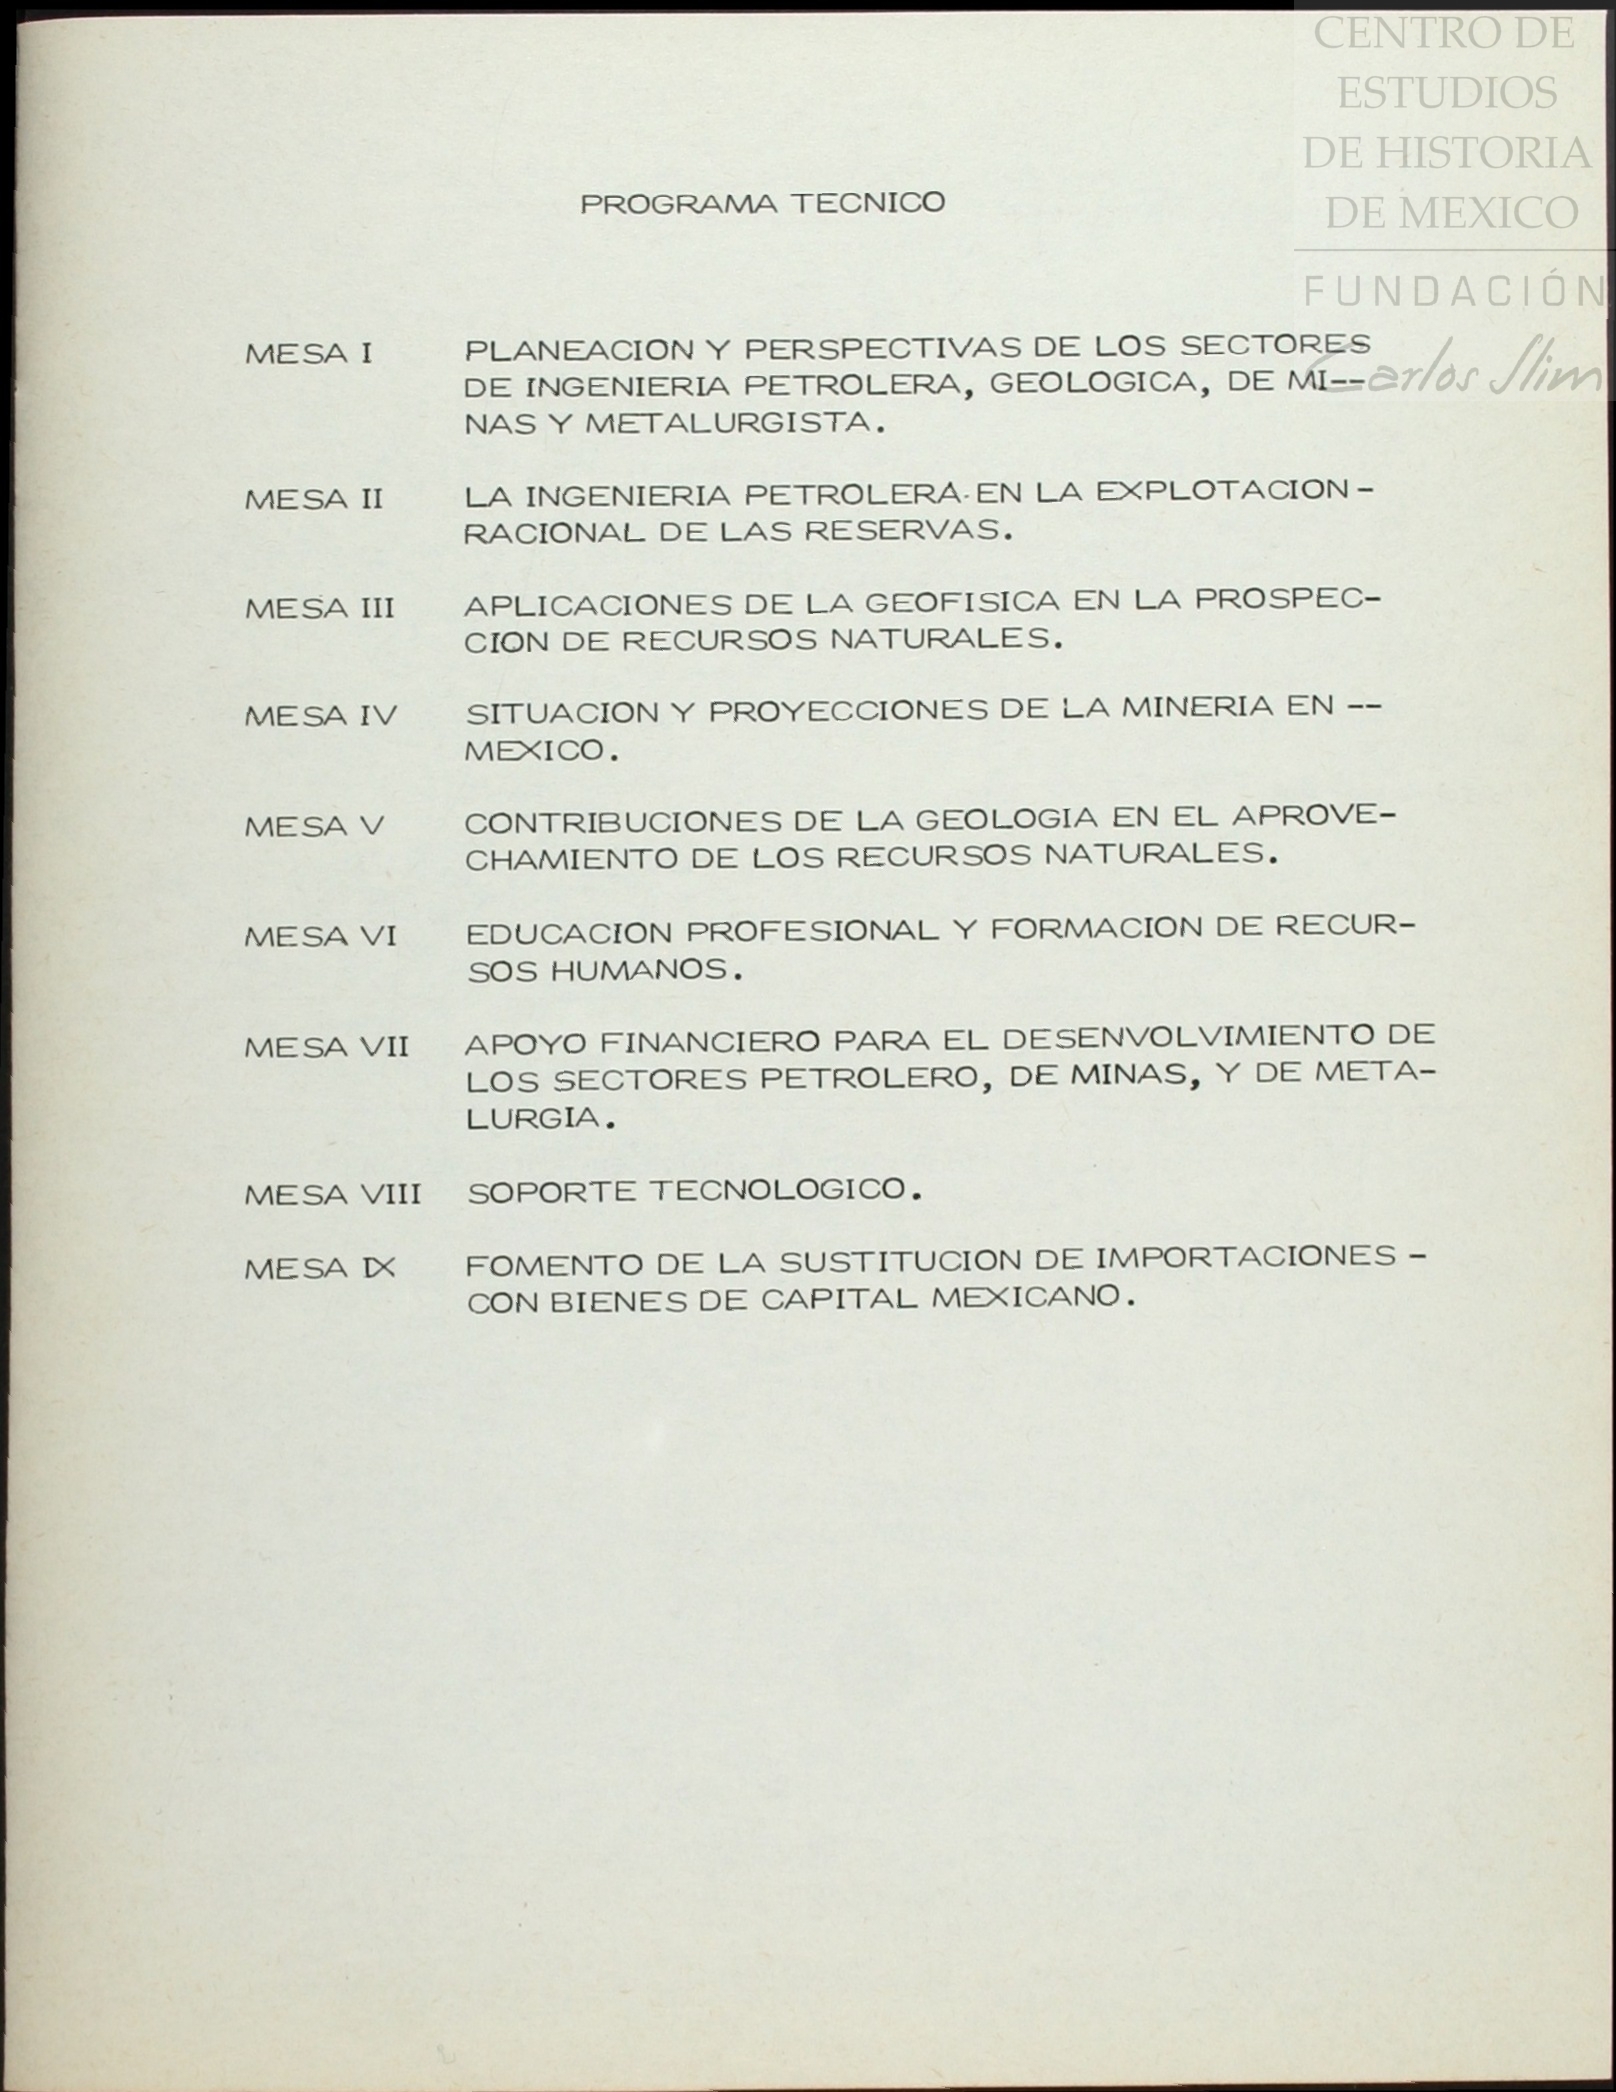 CENTRO DE
ESTUDIOS
DE HISTORIA
DE MEXICO
FUNDACIÓN
Carlos Slim
PROGRAMA TECNICO
MESA I PLANEACION Y PERSPECTIVAS DE LOS SECTORES
DE INGENIERIA PETROLERA, GEOLOGICA, DE MI--
NAS Y METALURGISTA.
MESA II LA INGENIERIA PETROLERA EN LA EXPLOTACION -
RACIONAL DE LAS RESERVAS.
MESA III APLICACIONES DE LA GEOFISICA EN LA PROSPEC-
CION DE RECURSOS NATURALES.
MESA IV SITUACION Y PROYECCIONES DE LA MINERIA EN --
MEXICO.
MESA V CONTRIBUCIONES DE LA GEOLOGIA EN EL APROVE-
CHAMIENTO DE LOS RECURSOS NATURALES.
MESA VI EDUCACION PROFESIONAL Y FORMACION DE RECUR-
SOS HUMANOS.
MESA VII APOYO FINANCIERO PARA EL DESENVOLVIMIENTO DE
LOS SECTORES PETROLERO, DE MINAS, Y DE META-
LURGIA.
MESA VIII SOPORTE TECNOLOGICO.
MESA IX FOMENTO DE LA SUSTITUCION DE IMPORTACIONES -
CON BIENES DE CAPITAL MEXICANO.